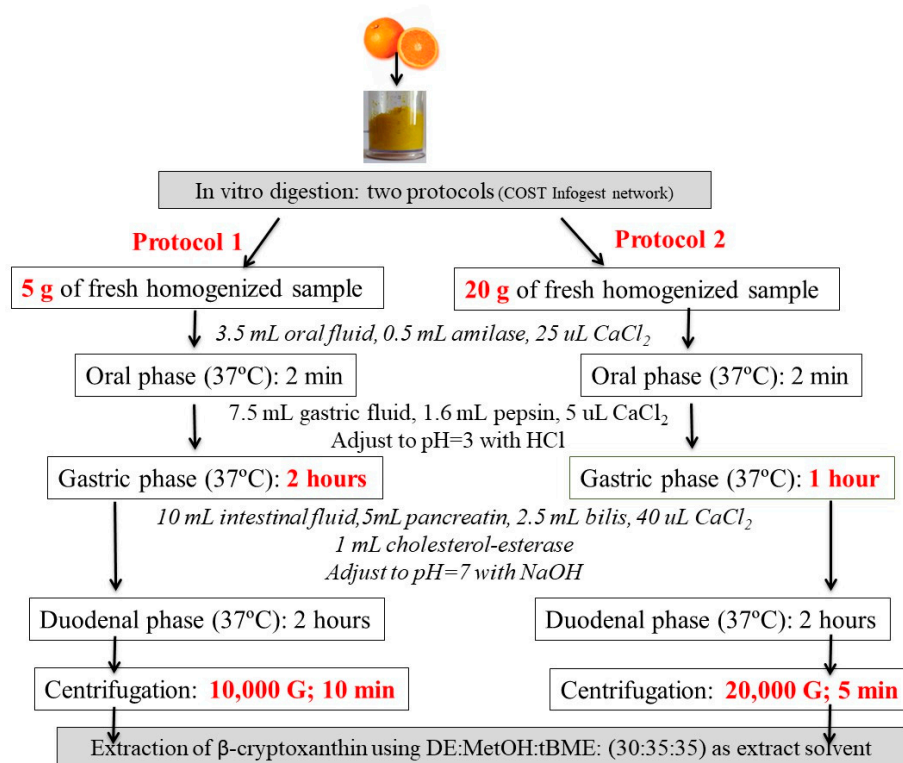 In vitro digestion: two protocols (COST Infogest network)
Protocol 1
Protocol 2
5 g of fresh homogenized sample
20 g of fresh homogenized sample
3.5 mL oral fluid, 0.5 mL amilase, 25 uL CaCl₂
Oral phase (37ºC): 2 min
Oral phase (37ºC): 2 min
7.5 mL gastric fluid, 1.6 mL pepsin, 5 uL CaCl₂
Adjust to pH=3 with HCl
Gastric phase (37ºC): 2 hours
Gastric phase (37ºC): 1 hour
10 mL intestinal fluid,5mL pancreatin, 2.5 mL bilis, 40 uL CaCl₂
1 mL cholesterol-esterase
Adjust to pH=7 with NaOH
Duodenal phase (37ºC): 2 hours
Duodenal phase (37ºC): 2 hours
Centrifugation: 10,000 G; 10 min
Centrifugation: 20,000 G; 5 min
Extraction of β-cryptoxanthin using DE:MetOH:tBME: (30:35:35) as extract solvent